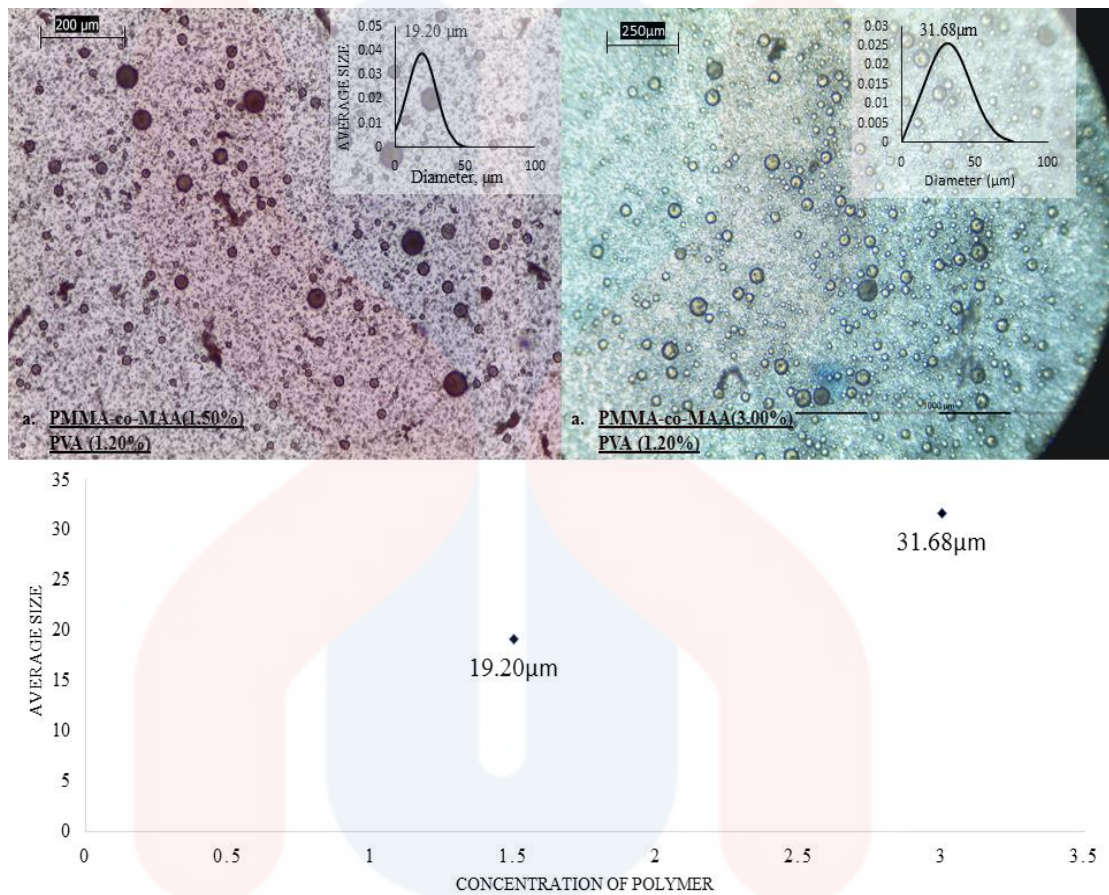 200 µm
0.05
0.04
0.03
0.02
0.01
0
0
50
100
AVERAGE SIZE
19.20 µm
Diameter, µm
a. PMMA-co-MAA(1.50%)
PVA (1.20%)
250µm
0.03
0.025
0.02
0.015
0.01
0.005
0
0
50
100
31.68µm
Diameter (µm)
1000 µm
a. PMMA-co-MAA(3.00%)
PVA (1.20%)
35
30
25
20
15
10
5
0
AVERAGE SIZE
19.20µm
31.68µm
0 0.5 1 1.5 2 2.5 3 3.5
CONCENTRATION OF POLYMER